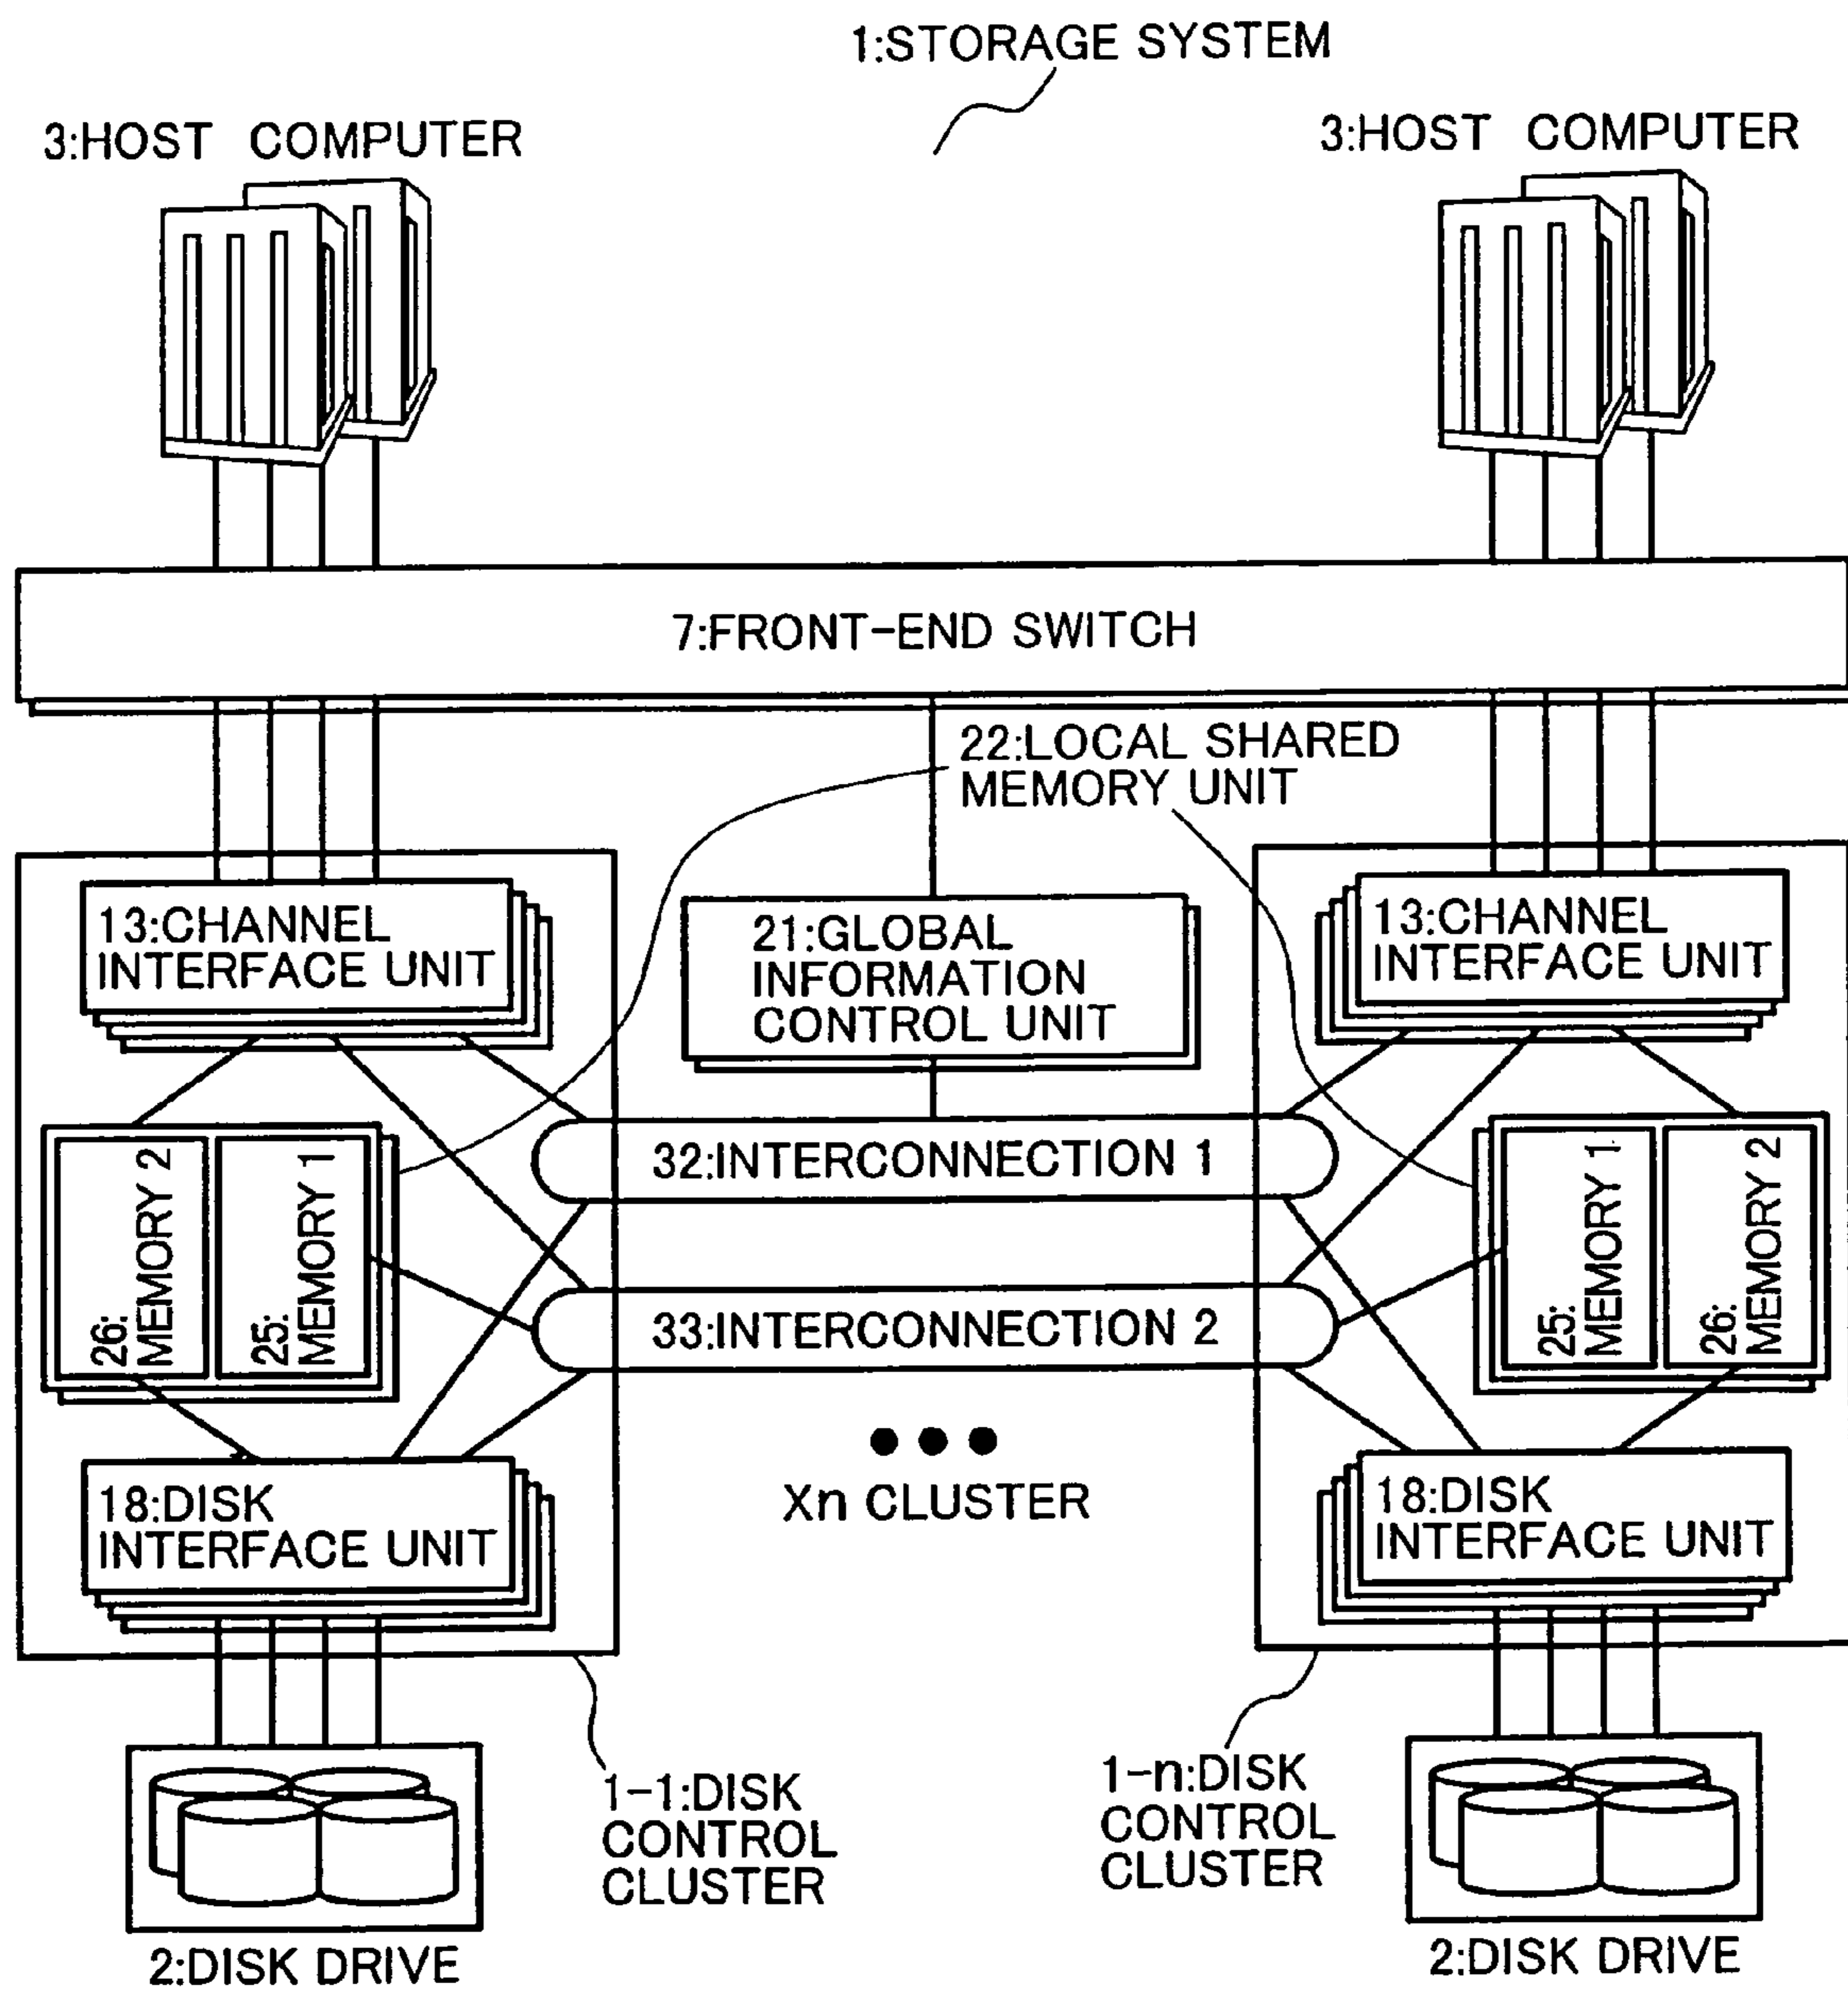 1:STORAGE SYSTEM
3:HOST COMPUTER
3:HOST COMPUTER
7:FRONT-END SWITCH
22:LOCAL SHARED
MEMORY UNIT
13:CHANNEL
INTERFACE UNIT
21:GLOBAL
INFORMATION
CONTROL UNIT
13:CHANNEL
INTERFACE UNIT
26:
MEMORY 2
25:
MEMORY 1
32:INTERCONNECTION 1
33:INTERCONNECTION 2
25:
MEMORY 1
26:
MEMORY 2
Xn CLUSTER
18:DISK
INTERFACE UNIT
18:DISK
INTERFACE UNIT
1-1:DISK
CONTROL
CLUSTER
1-n:DISK
CONTROL
CLUSTER
2:DISK DRIVE
2:DISK DRIVE